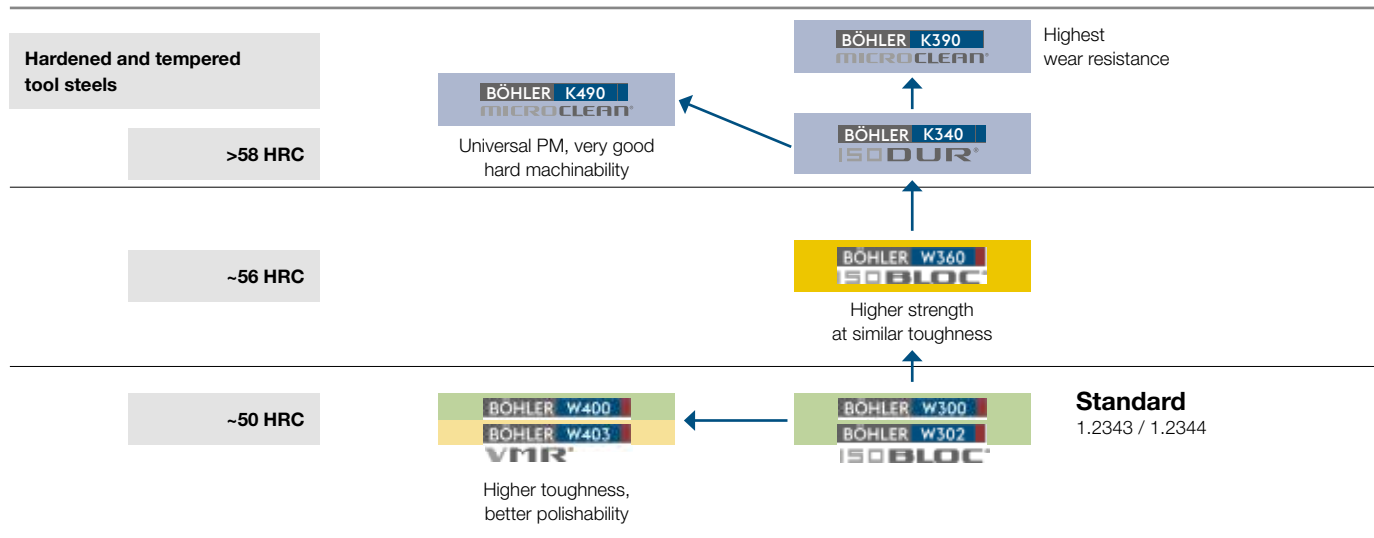 Hardened and tempered
tool steels
BÖHLER K390
MICROCLEAN®
Highest
wear resistance
BÖHLER K490
MICROCLEAN®
Universal PM, very good
hard machinability
>58 HRC
BÖHLER K340
ISODUR®
~56 HRC
BÖHLER W360
ISOBLOC®
Higher strength
at similar toughness
~50 HRC
BÖHLER W400
BÖHLER W403
VMR®
Higher toughness,
better polishability
BÖHLER W300
BÖHLER W302
ISOBLOC®
Standard
1.2343 / 1.2344